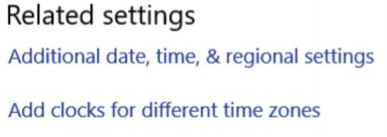 Related settings
Additional date, time, & regional settings
Add clocks for different time zones